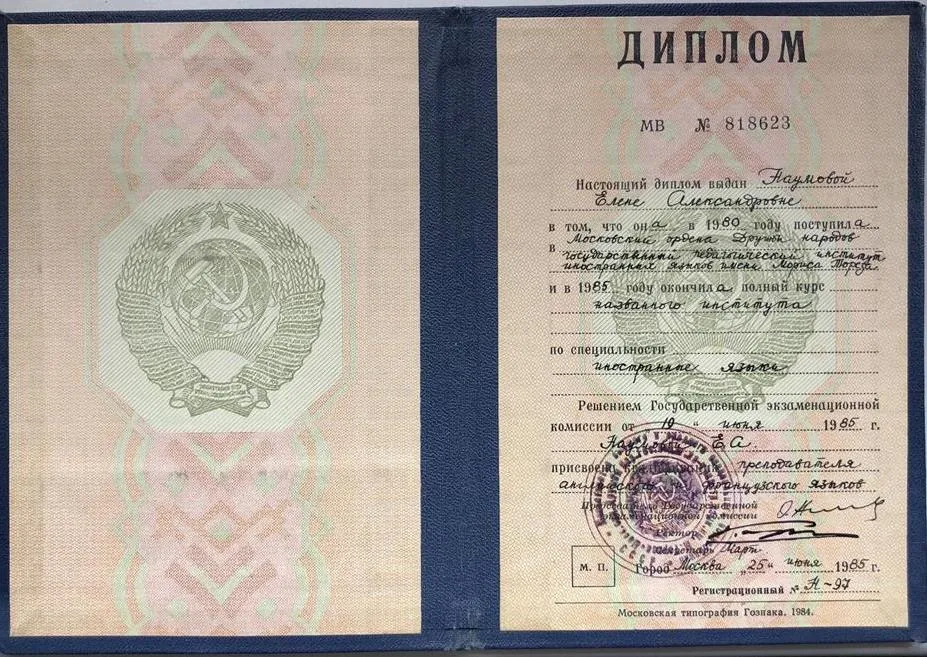 ДИПЛОМ
МВ № 818623
Настоящий диплом выдан Наумовой
Елене Александровне
в том, что она в 1980 году поступила
в Московский ордена Дружбы народов
государственный педагогический институт
иностранных языков имени Мориса Тореза
и в 1985 году окончила полный курс
названного института
по специальности
иностранные языки
Решением Государственной экзаменационной
комиссии от "19" июня 1985 г.
Наумовой Е.А.
присвоена квалификация преподавателя
английского и французского языков
Председатель Государственной
экзаменационной комиссии
Ректор
Секретарь
М. П.
Город Москва „25" июня 1985 г.
Регистрационный № Н-97
Московская типография Гознака. 1984.